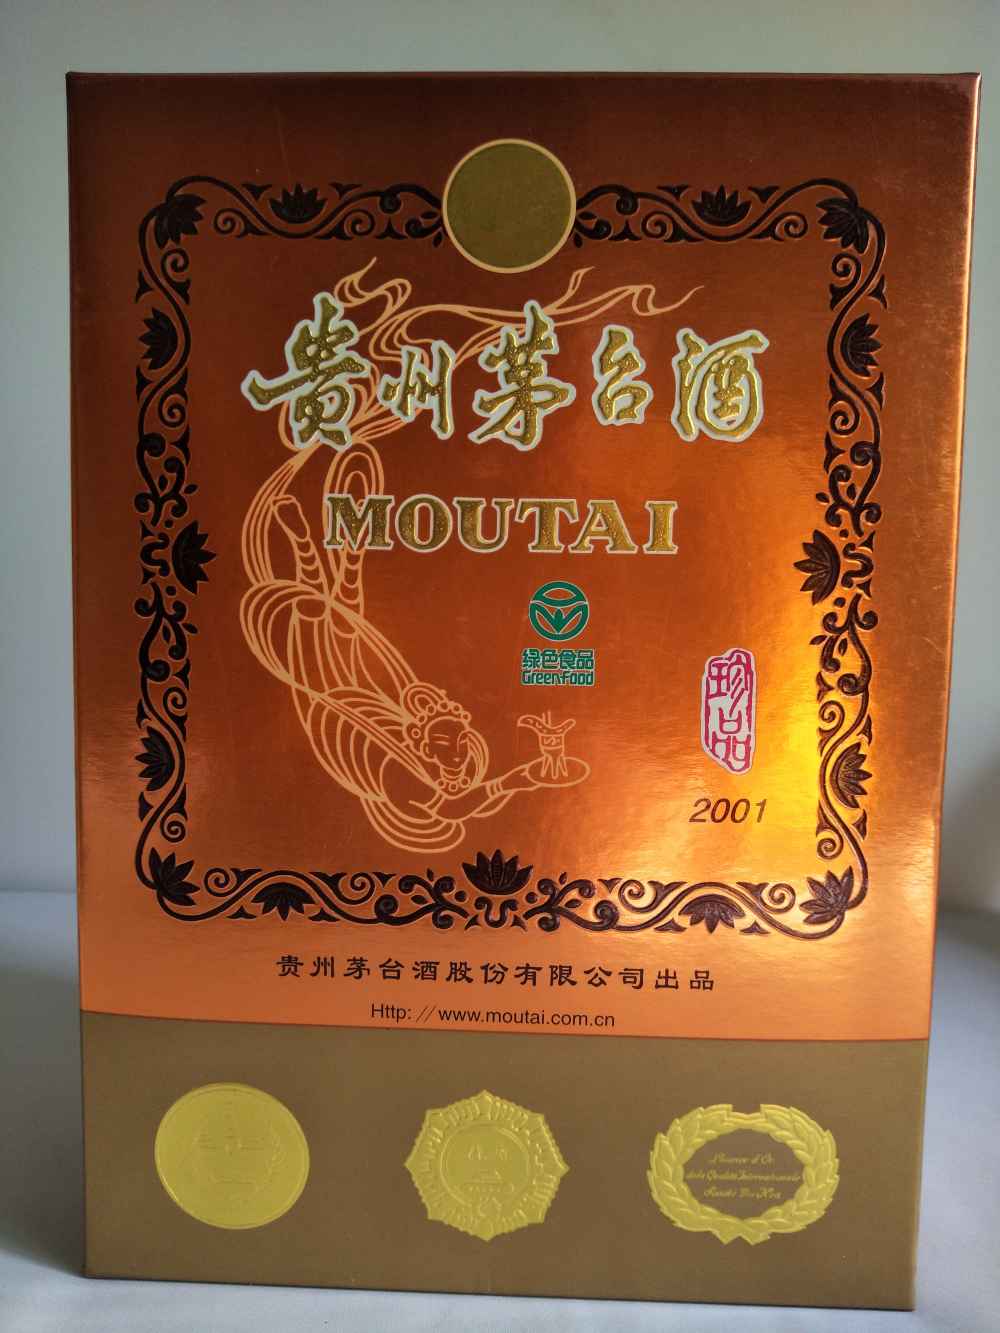 贵州茅台酒
MOUTAI
绿色食品
Greenfood
珍品
2001
贵州茅台酒股份有限公司出品
Http://www.moutai.com.cn